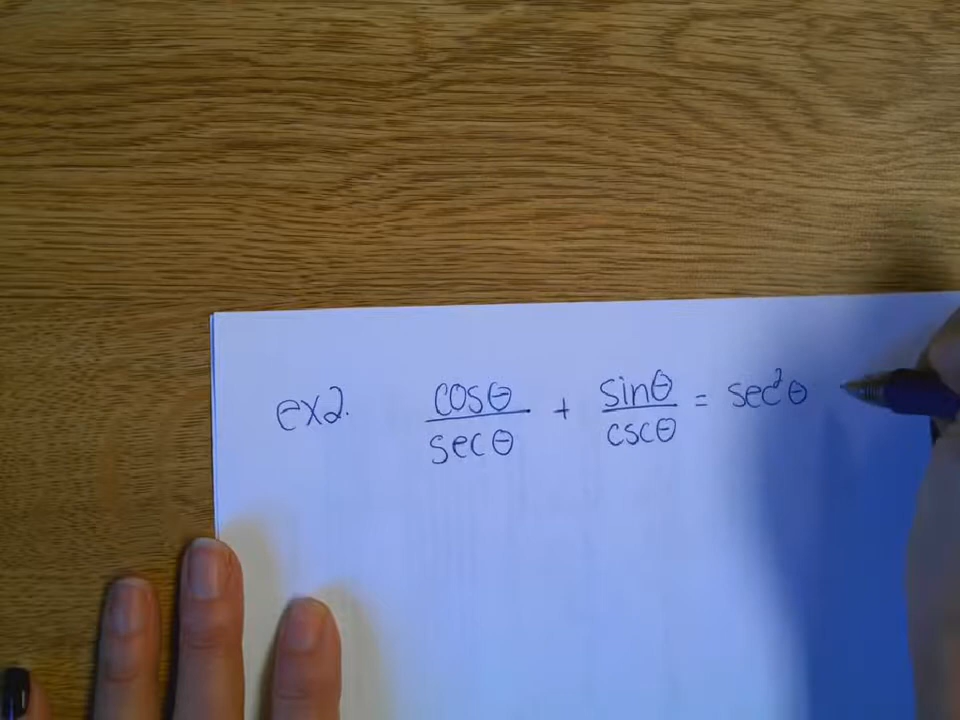 ex2. cosθ/secθ + sinθ/cscθ = sec²θ